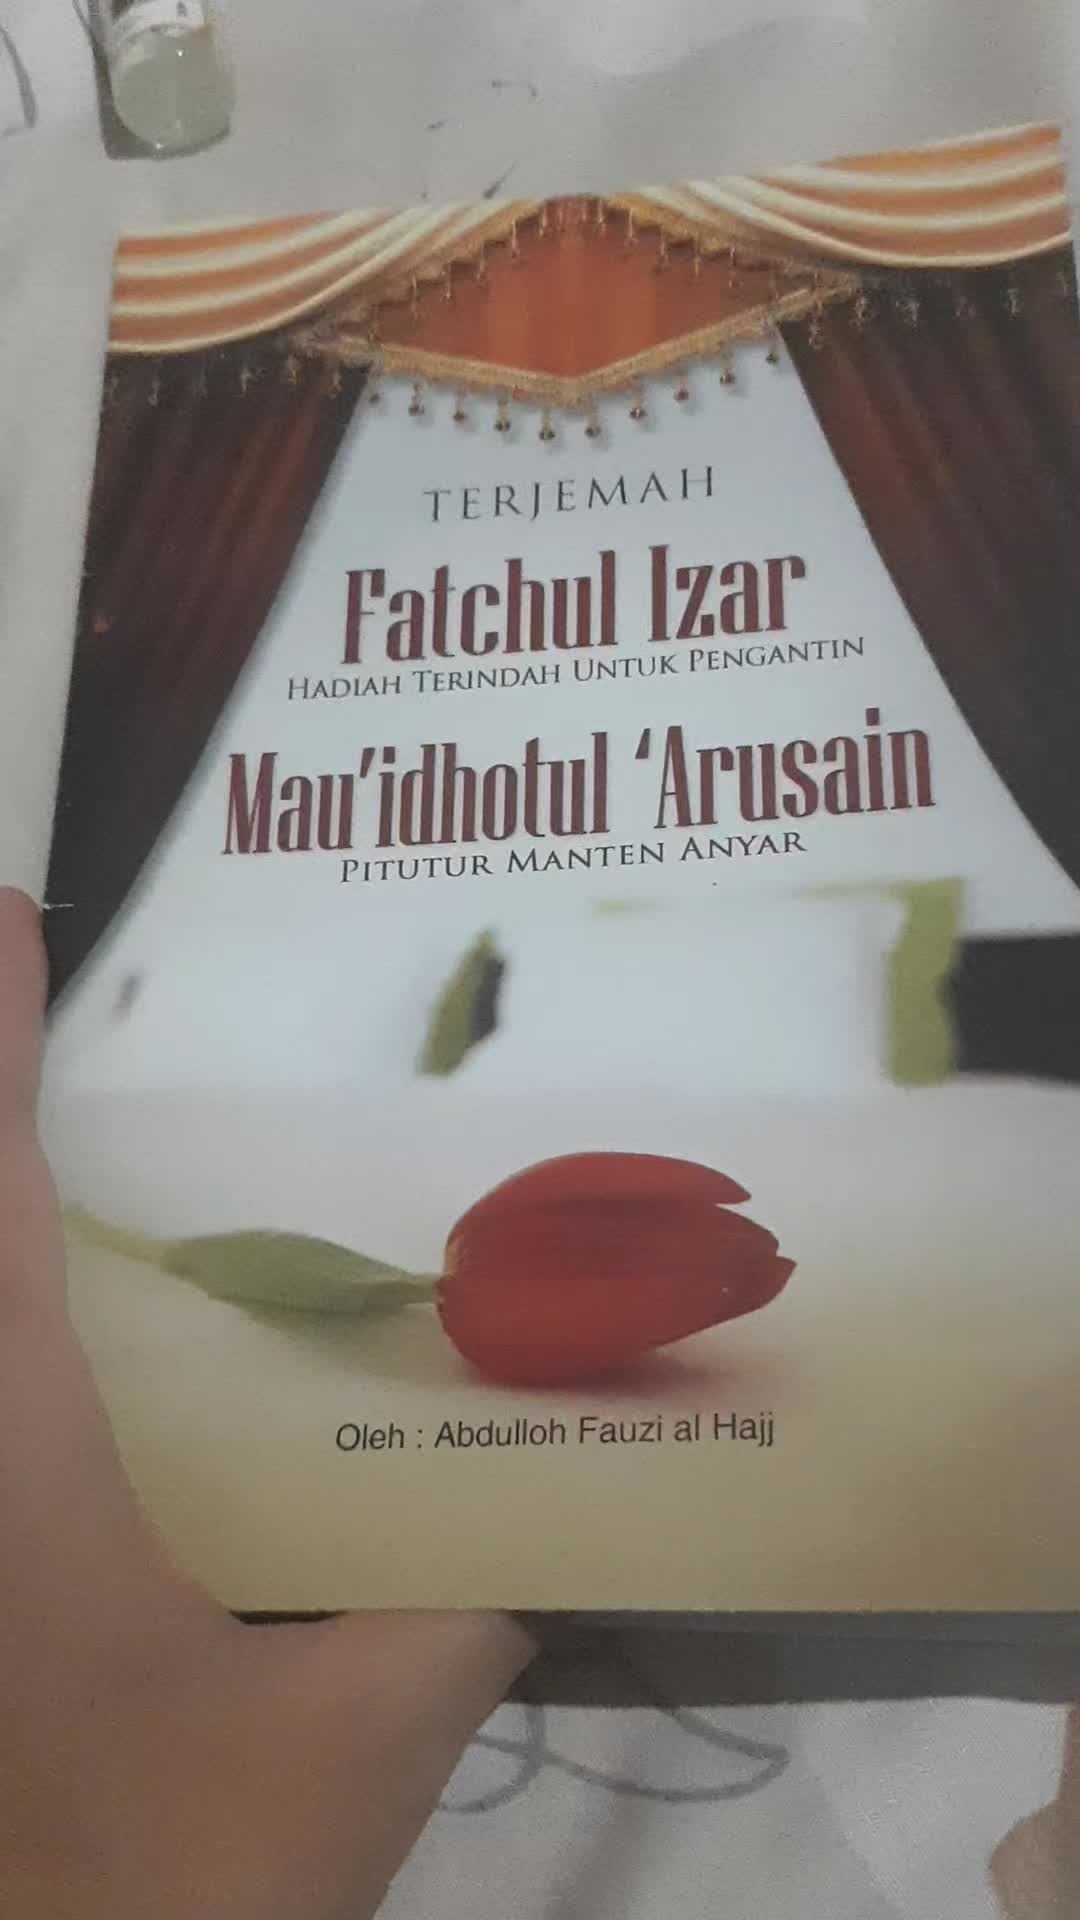 TERJEMAH
Fatchul Izar
HADIAH TERINDAH UNTUK PENGANTIN
Mau'idhotul 'Arusain
PITUTUR MANTEN ANYAR
Oleh : Abdulloh Fauzi al Hajj